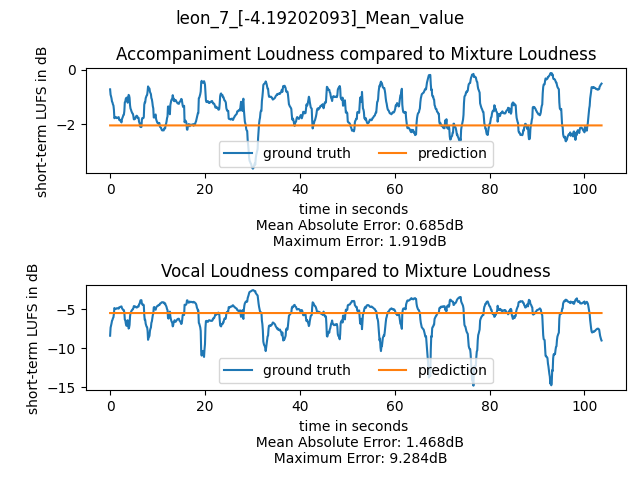 leon_7_[-4.19202093]_Mean_value
Accompaniment Loudness compared to Mixture Loudness
short-term LUFS in dB
0
−2
ground truth
prediction
0 20 40 60 80 100
time in seconds
Mean Absolute Error: 0.685dB
Maximum Error: 1.919dB
Vocal Loudness compared to Mixture Loudness
short-term LUFS in dB
−5
−10
−15
ground truth
prediction
0 20 40 60 80 100
time in seconds
Mean Absolute Error: 1.468dB
Maximum Error: 9.284dB